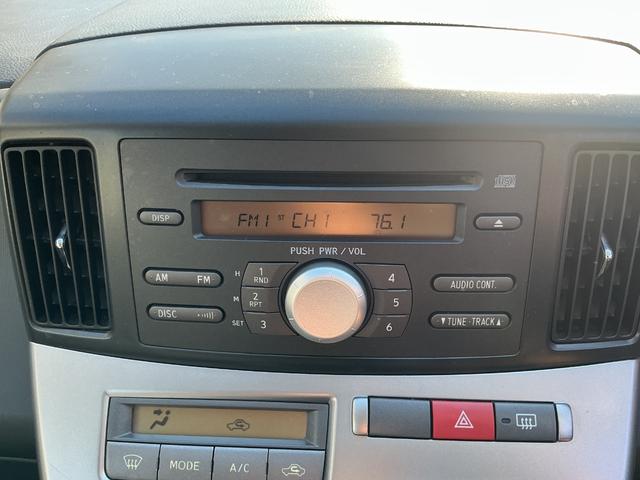 DISP
FM1 ST CH1 76.1
PUSH PWR / VOL
AM FM
H 1 RND
4
AUDIO CONT.
DISC
M 2 RPT
5
SET 3
6
▼TUNE·TRACK▲
MODE
A/C